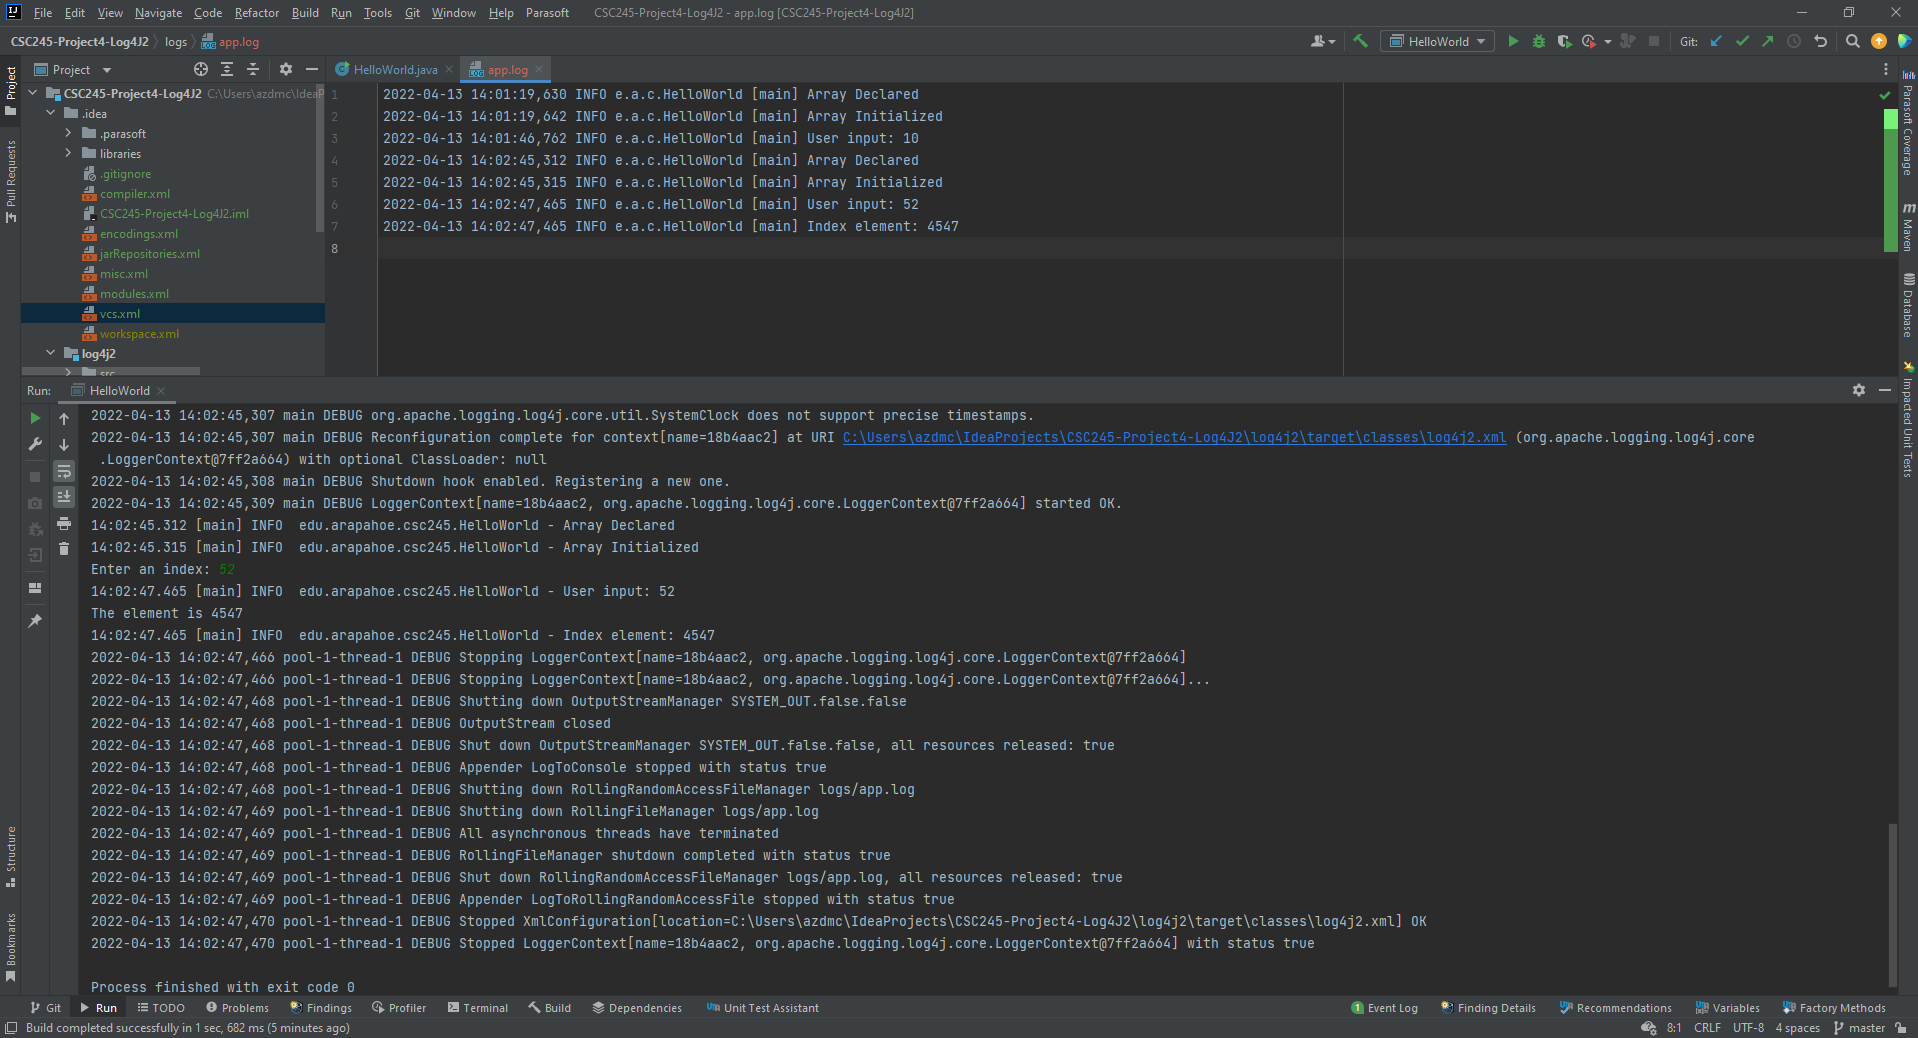 File Edit View Navigate Code Refactor Build Run Tools Git Window Help Parasoft CSC245-Project4-Log4J2 - app.log [CSC245-Project4-Log4J2]
CSC245-Project4-Log4J2 logs app.log HelloWorld Git:
Project
HelloWorld.java app.log
CSC245-Project4-Log4J2 C:\Users\azdmc\IdeaP
.idea
.parasoft
libraries
.gitignore
compiler.xml
CSC245-Project4-Log4J2.iml
encodings.xml
jarRepositories.xml
misc.xml
modules.xml
vcs.xml
workspace.xml
log4j2
src
1 2022-04-13 14:01:19,630 INFO e.a.c.HelloWorld [main] Array Declared
2 2022-04-13 14:01:19,642 INFO e.a.c.HelloWorld [main] Array Initialized
3 2022-04-13 14:01:46,762 INFO e.a.c.HelloWorld [main] User input: 10
4 2022-04-13 14:02:45,312 INFO e.a.c.HelloWorld [main] Array Declared
5 2022-04-13 14:02:45,315 INFO e.a.c.HelloWorld [main] Array Initialized
6 2022-04-13 14:02:47,465 INFO e.a.c.HelloWorld [main] User input: 52
7 2022-04-13 14:02:47,465 INFO e.a.c.HelloWorld [main] Index element: 4547
8
Project
Pull Requests
Structure
Bookmarks
Parasoft Coverage
Maven
Database
Impacted Unit Tests
Run: HelloWorld
2022-04-13 14:02:45,307 main DEBUG org.apache.logging.log4j.core.util.SystemClock does not support precise timestamps.
2022-04-13 14:02:45,307 main DEBUG Reconfiguration complete for context[name=18b4aac2] at URI C:\Users\azdmc\IdeaProjects\CSC245-Project4-Log4J2\log4j2\target\classes\log4j2.xml (org.apache.logging.log4j.core
.LoggerContext@7ff2a664) with optional ClassLoader: null
2022-04-13 14:02:45,308 main DEBUG Shutdown hook enabled. Registering a new one.
2022-04-13 14:02:45,309 main DEBUG LoggerContext[name=18b4aac2, org.apache.logging.log4j.core.LoggerContext@7ff2a664] started OK.
14:02:45.312 [main] INFO  edu.arapahoe.csc245.HelloWorld - Array Declared
14:02:45.315 [main] INFO  edu.arapahoe.csc245.HelloWorld - Array Initialized
Enter an index: 52
14:02:47.465 [main] INFO  edu.arapahoe.csc245.HelloWorld - User input: 52
The element is 4547
14:02:47.465 [main] INFO  edu.arapahoe.csc245.HelloWorld - Index element: 4547
2022-04-13 14:02:47,466 pool-1-thread-1 DEBUG Stopping LoggerContext[name=18b4aac2, org.apache.logging.log4j.core.LoggerContext@7ff2a664]
2022-04-13 14:02:47,466 pool-1-thread-1 DEBUG Stopping LoggerContext[name=18b4aac2, org.apache.logging.log4j.core.LoggerContext@7ff2a664]...
2022-04-13 14:02:47,468 pool-1-thread-1 DEBUG Shutting down OutputStreamManager SYSTEM_OUT.false.false
2022-04-13 14:02:47,468 pool-1-thread-1 DEBUG OutputStream closed
2022-04-13 14:02:47,468 pool-1-thread-1 DEBUG Shut down OutputStreamManager SYSTEM_OUT.false.false, all resources released: true
2022-04-13 14:02:47,468 pool-1-thread-1 DEBUG Appender LogToConsole stopped with status true
2022-04-13 14:02:47,468 pool-1-thread-1 DEBUG Shutting down RollingRandomAccessFileManager logs/app.log
2022-04-13 14:02:47,469 pool-1-thread-1 DEBUG Shutting down RollingFileManager logs/app.log
2022-04-13 14:02:47,469 pool-1-thread-1 DEBUG All asynchronous threads have terminated
2022-04-13 14:02:47,469 pool-1-thread-1 DEBUG RollingFileManager shutdown completed with status true
2022-04-13 14:02:47,469 pool-1-thread-1 DEBUG Shut down RollingRandomAccessFileManager logs/app.log, all resources released: true
2022-04-13 14:02:47,469 pool-1-thread-1 DEBUG Appender LogToRollingRandomAccessFile stopped with status true
2022-04-13 14:02:47,470 pool-1-thread-1 DEBUG Stopped XmlConfiguration[location=C:\Users\azdmc\IdeaProjects\CSC245-Project4-Log4J2\log4j2\target\classes\log4j2.xml] OK
2022-04-13 14:02:47,470 pool-1-thread-1 DEBUG Stopped LoggerContext[name=18b4aac2, org.apache.logging.log4j.core.LoggerContext@7ff2a664] with status true
Process finished with exit code 0
Git Run TODO Problems Findings Profiler Terminal Build Dependencies Unit Test Assistant 1 Event Log Finding Details Recommendations Variables Factory Methods
Build completed successfully in 1 sec, 682 ms (5 minutes ago) 8:1 CRLF UTF-8 4 spaces master